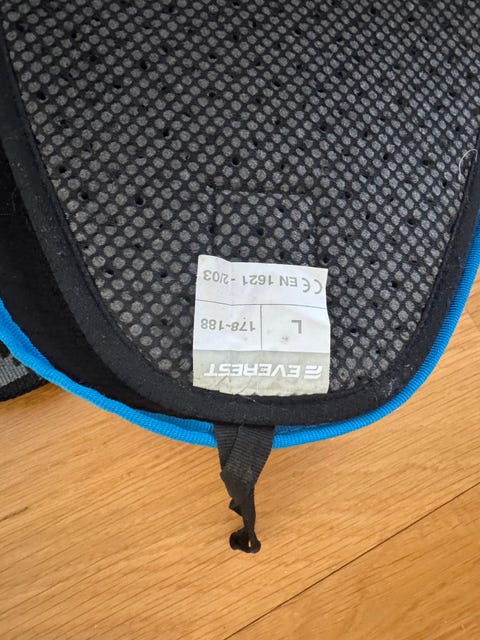 EVEREST
L 178-188
CE EN 1621 - 2/03